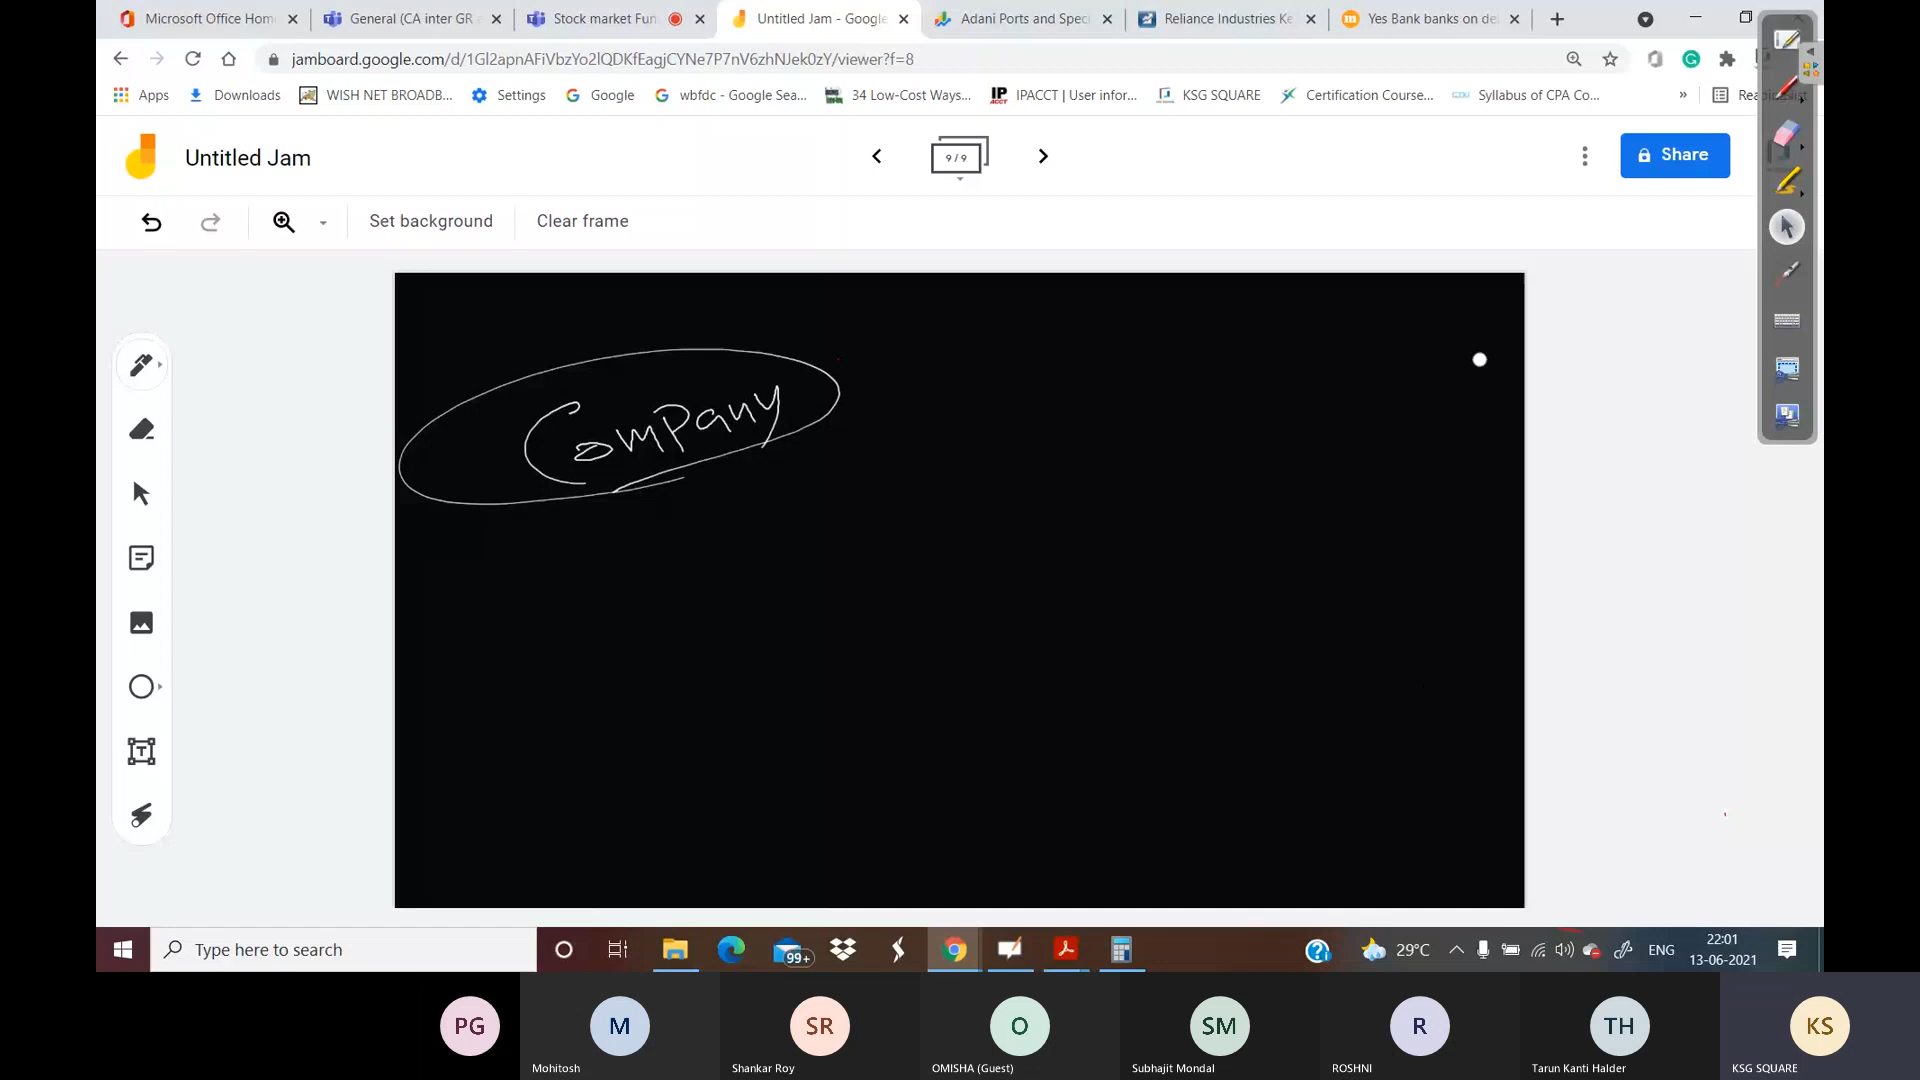 Microsoft Office Hom
General (CA inter GR
Stock market Fun
Untitled Jam - Google
Adani Ports and Speci
Reliance Industries Ke
Yes Bank banks on de
jamboard.google.com/d/1Gl2apnAFiVbzYo2lQDKfEagjCYNe7P7nV6zhNJek0zY/viewer?f=8
Apps
Downloads
WISH NET BROADB...
Settings
Google
wbfdc - Google Sea...
34 Low-Cost Ways...
IPACCT | User infor...
KSG SQUARE
Certification Course...
Syllabus of CPA Co...
»
Untitled Jam
9 / 9
Share
Set background
Clear frame
Company
Type here to search
99+
29°C
ENG
22:01
13-06-2021
PG
M
SR
O
SM
R
TH
KS
Mohitosh
Shankar Roy
OMISHA (Guest)
Subhajit Mondal
ROSHNI
Tarun Kanti Halder
KSG SQUARE